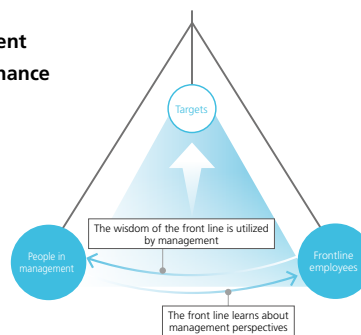 ent
nance
Targets
The wisdom of the front line is utilized
by management
People in
management
Frontline
employees
The front line learns about
management perspectives